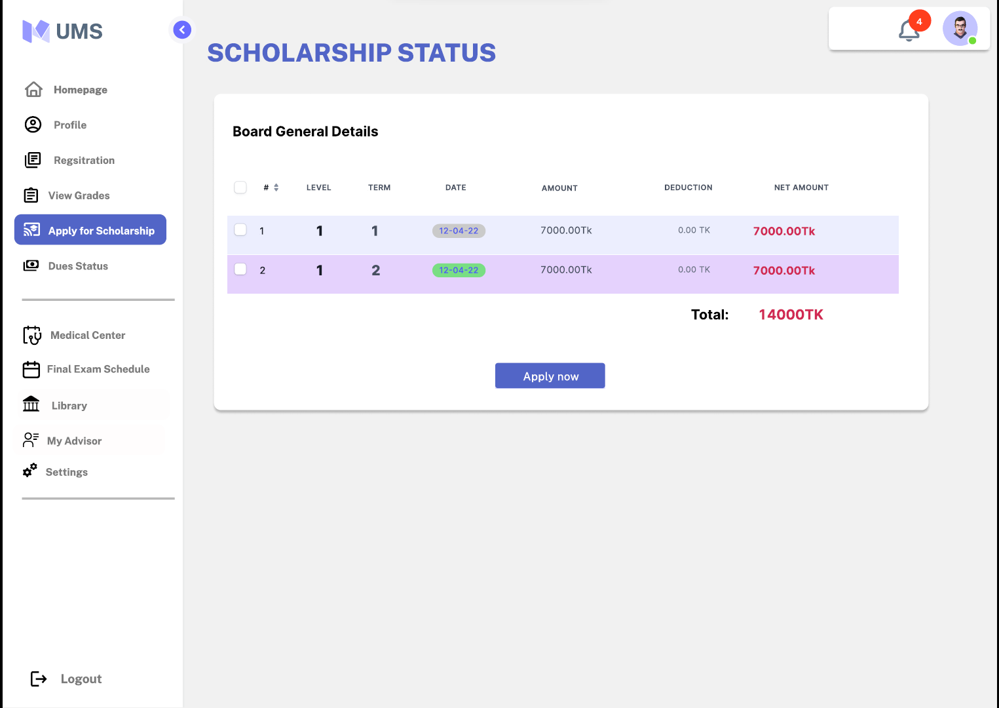 UMS
4
SCHOLARSHIP STATUS
Homepage
Profile
Regsitration
View Grades
Apply for Scholarship
Dues Status
Medical Center
Final Exam Schedule
Library
My Advisor
Settings
Logout
Board General Details
# LEVEL TERM DATE AMOUNT DEDUCTION NET AMOUNT
1 1 1 12-04-22 7000.00Tk 0.00 TK 7000.00Tk
2 1 2 12-04-22 7000.00Tk 0.00 TK 7000.00Tk
Total: 14000TK
Apply now